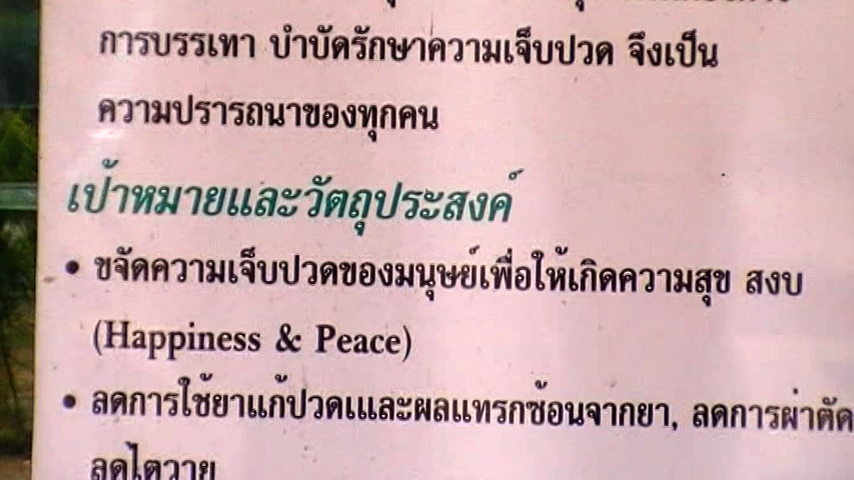 การบรรเทา บำบัดรักษาความเจ็บปวด จึงเป็น
ความปรารถนาของทุกคน
เป้าหมายและวัตถุประสงค์
• ขจัดความเจ็บปวดของมนุษย์เพื่อให้เกิดความสุข สงบ
(Happiness & Peace)
• ลดการใช้ยาแก้ปวดและผลแทรกซ้อนจากยา, ลดการผ่าตัด
ลดไตวาย